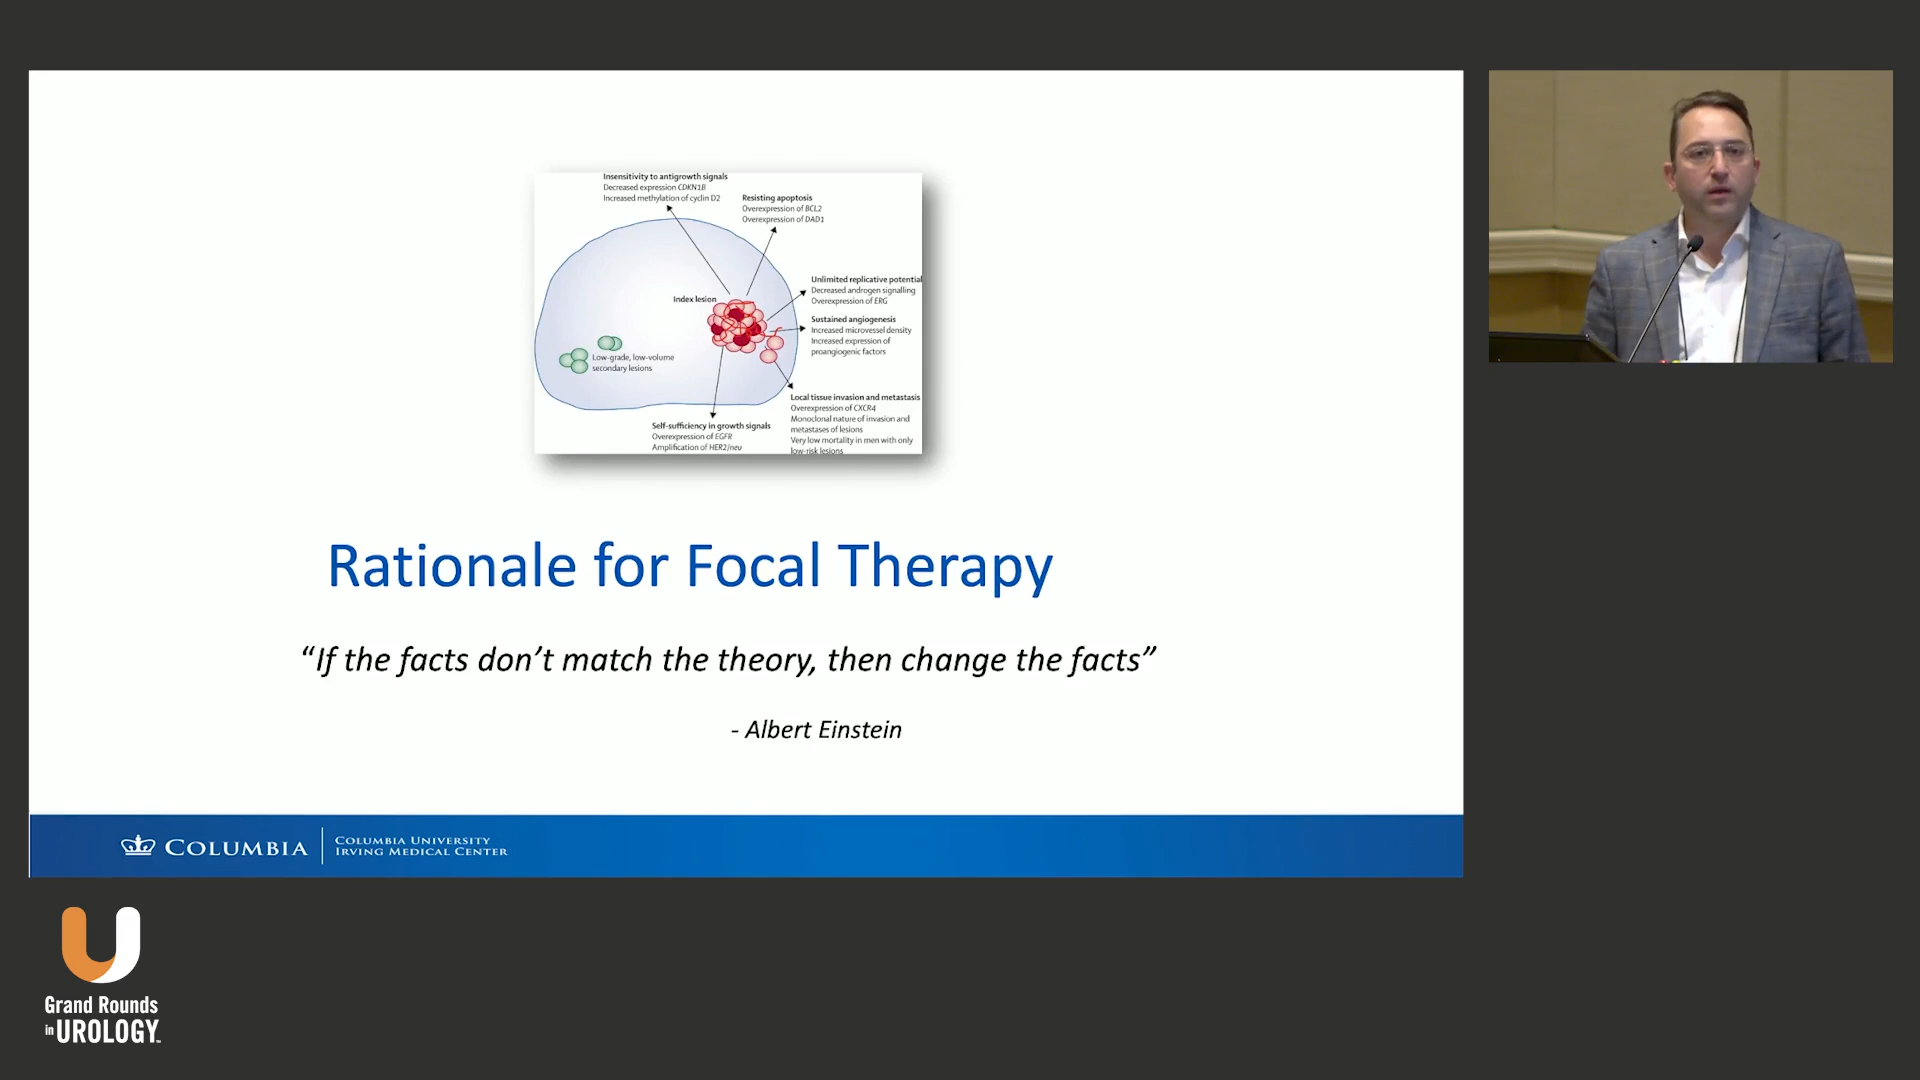 Insensitivity to antigrowth signals
Decreased expression CDKN1B
Increased methylation of cyclin D2
Resisting apoptosis
Overexpression of BCL2
Overexpression of DAD1
Unlimited replicative potential
Decreased androgen signalling
Overexpression of ERG
Index lesion
Sustained angiogenesis
Increased microvessel density
Increased expression of
proangiogenic factors
Low-grade, low-volume
secondary lesions
Local tissue invasion and metastasis
Overexpression of CXCR4
Monoclonal nature of invasion and
metastases of lesions
Very low mortality in men with only
low-risk lesions
Self-sufficiency in growth signals
Overexpression of EGFR
Amplification of HER2/neu
Rationale for Focal Therapy
“If the facts don’t match the theory, then change the facts”
- Albert Einstein
COLUMBIA
COLUMBIA UNIVERSITY
IRVING MEDICAL CENTER
Grand Rounds
in UROLOGY™